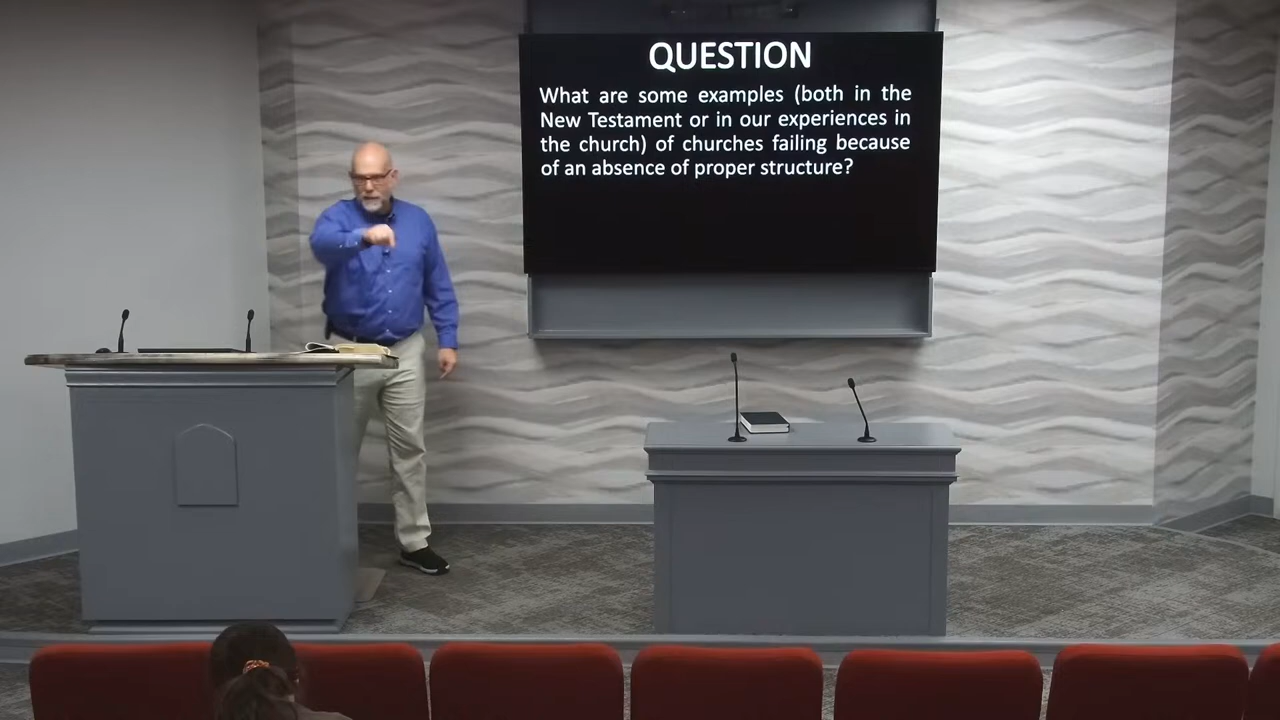 QUESTION
What are some examples (both in the
New Testament or in our experiences in
the church) of churches failing because
of an absence of proper structure?